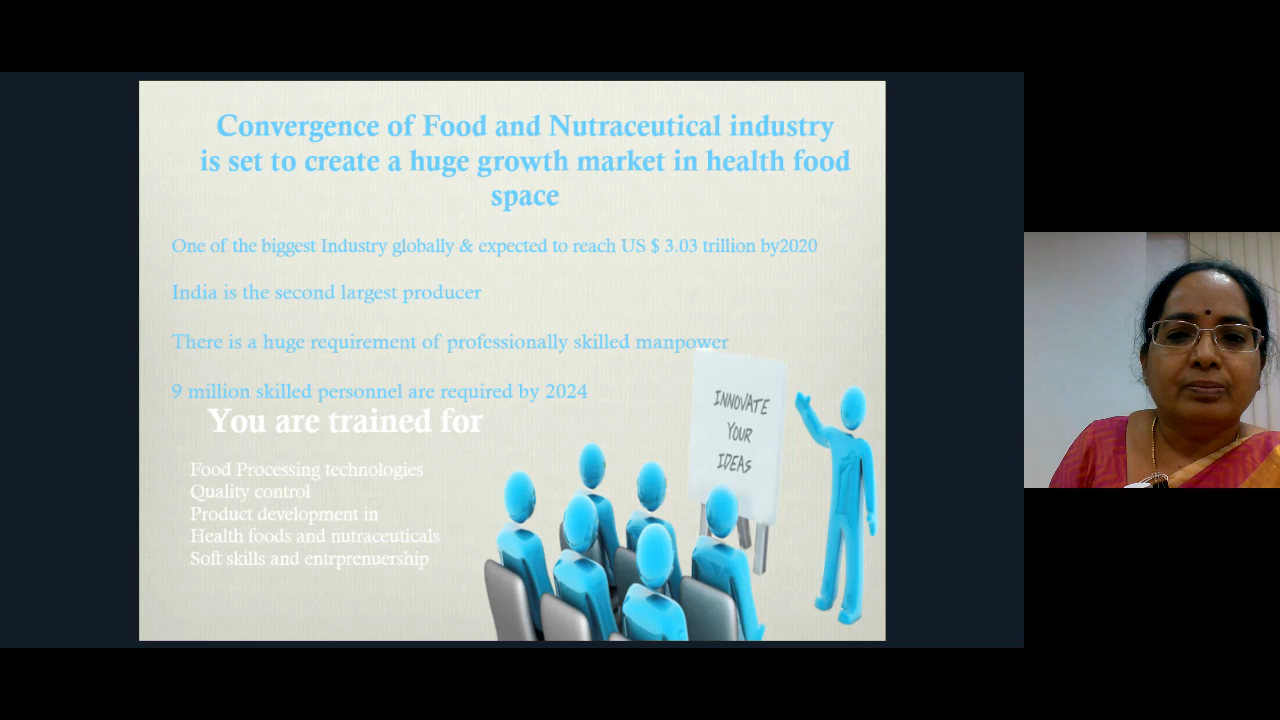 Convergence of Food and Nutraceutical industry
is set to create a huge growth market in health food
space
One of the biggest Industry globally & expected to reach US $ 3.03 trillion by2020
India is the second largest producer
There is a huge requirement of professionally skilled manpower
9 million skilled personnel are required by 2024
You are trained for
Food Processing technologies
Quality control
Product development in
Health foods and nutraceuticals
Soft skills and entrprenuership
INNOVATE
YOUR
IDEAS